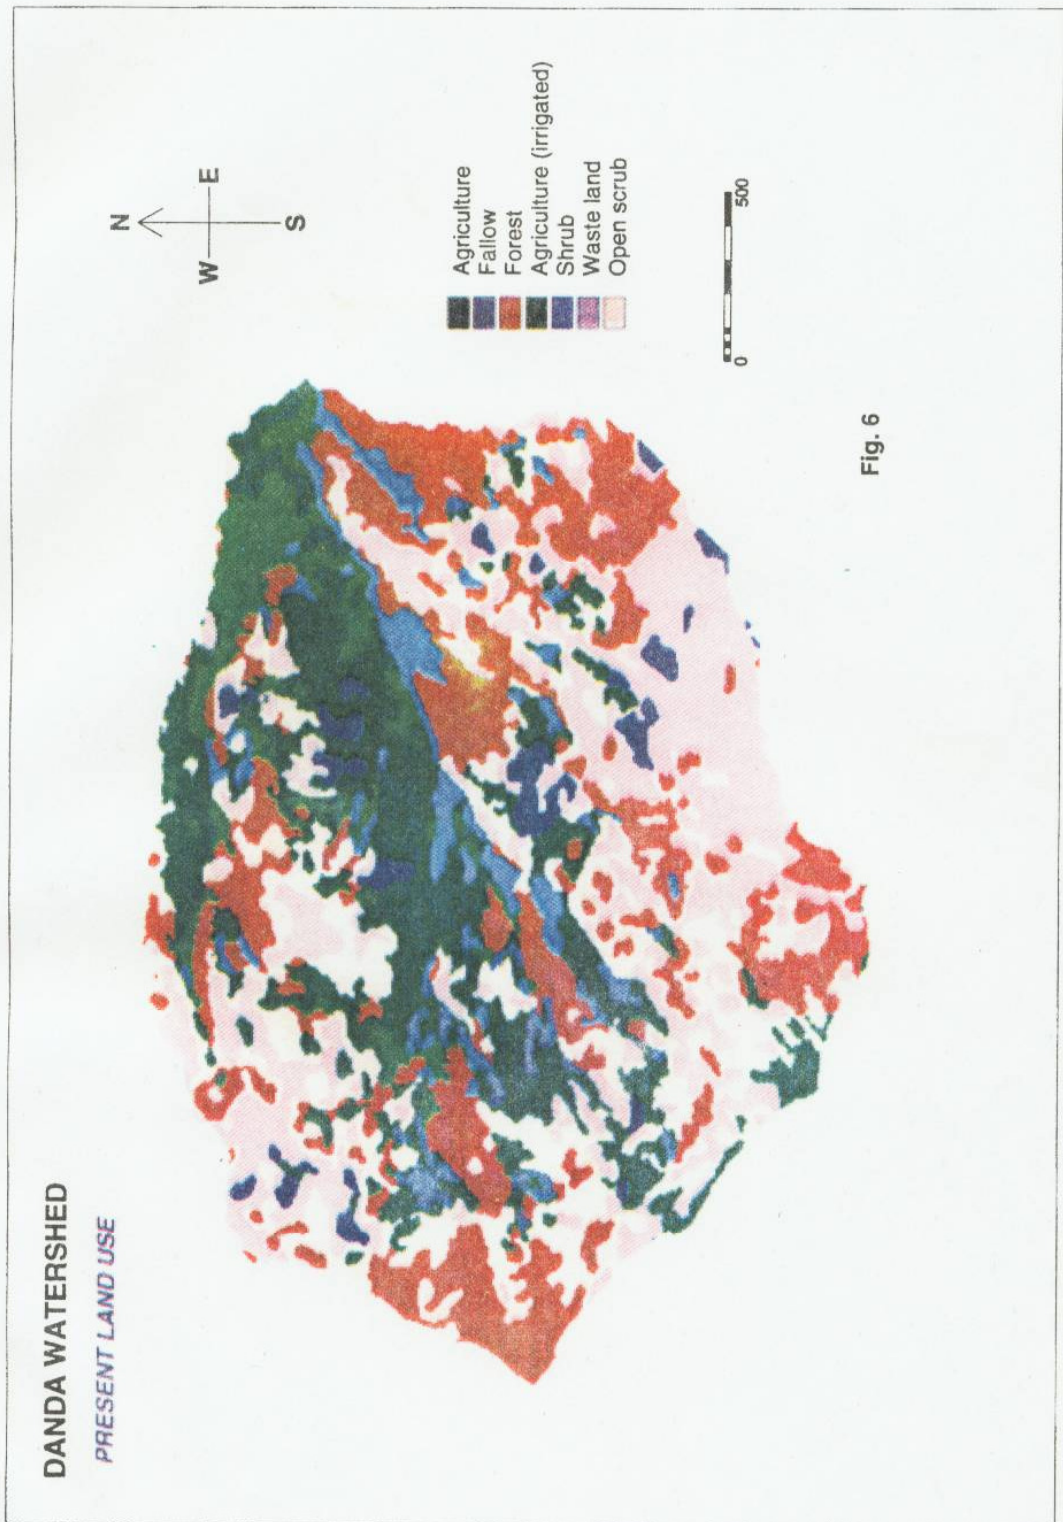 DANDA WATERSHED
PRESENT LAND USE
N
W E
S
Agriculture
Fallow
Forest
Agriculture (irrigated)
Shrub
Waste land
Open scrub
0 500
Fig. 6